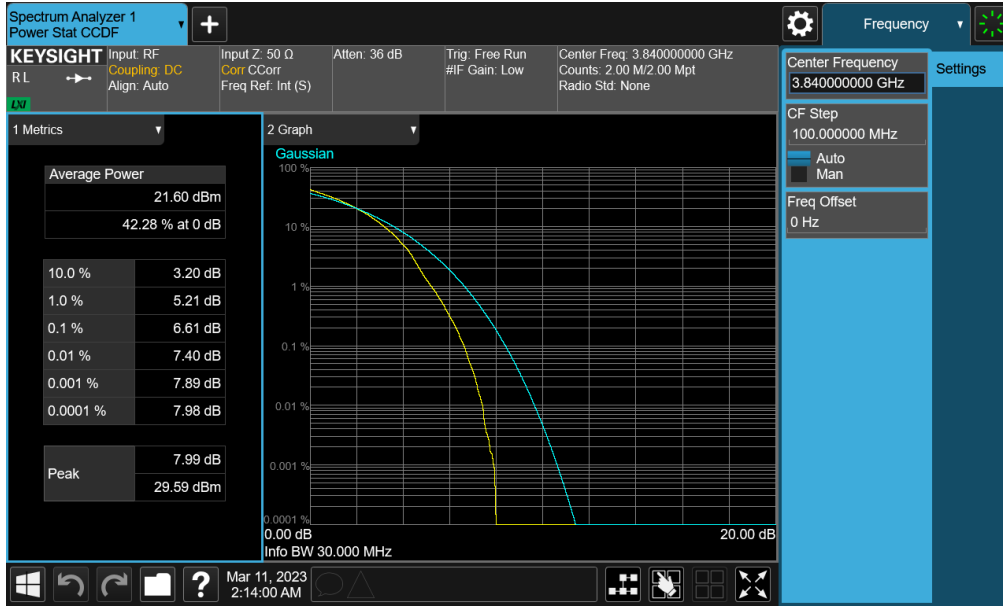 Spectrum Analyzer 1
Power Stat CCDF
Frequency
KEYSIGHT
R L
LXI
Input: RF
Coupling: DC
Align: Auto
Input Z: 50 Ω
Corr CCorr
Freq Ref: Int (S)
Atten: 36 dB
Trig: Free Run
#IF Gain: Low
Center Freq: 3.840000000 GHz
Counts: 2.00 M/2.00 Mpt
Radio Std: None
Center Frequency
3.840000000 GHz
Settings
CF Step
100.000000 MHz
Auto
Man
Freq Offset
0 Hz
1 Metrics
Average Power
21.60 dBm
42.28 % at 0 dB
10.0 % 3.20 dB
1.0 % 5.21 dB
0.1 % 6.61 dB
0.01 % 7.40 dB
0.001 % 7.89 dB
0.0001 % 7.98 dB
Peak
7.99 dB
29.59 dBm
2 Graph
Gaussian
100 %
10 %
1 %
0.1 %
0.01 %
0.001 %
0.0001 %
0.00 dB
20.00 dB
Info BW 30.000 MHz
?
Mar 11, 2023
2:14:00 AM